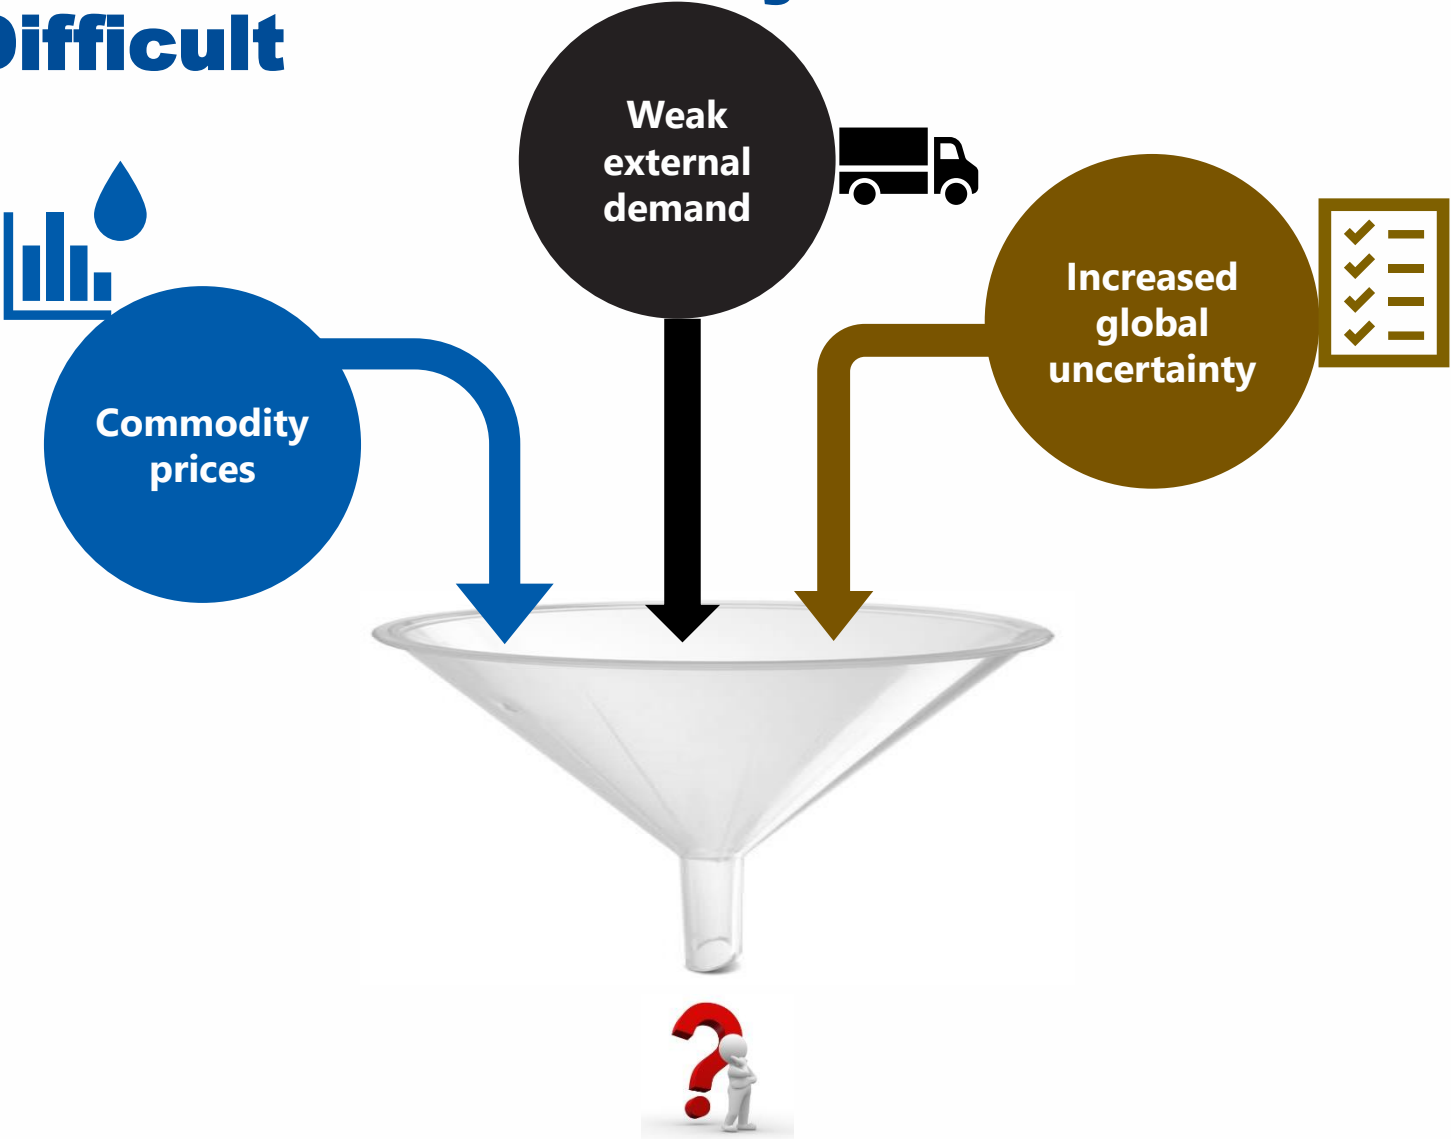 Difficult
Weak
external
demand
Increased
global
uncertainty
Commodity
prices